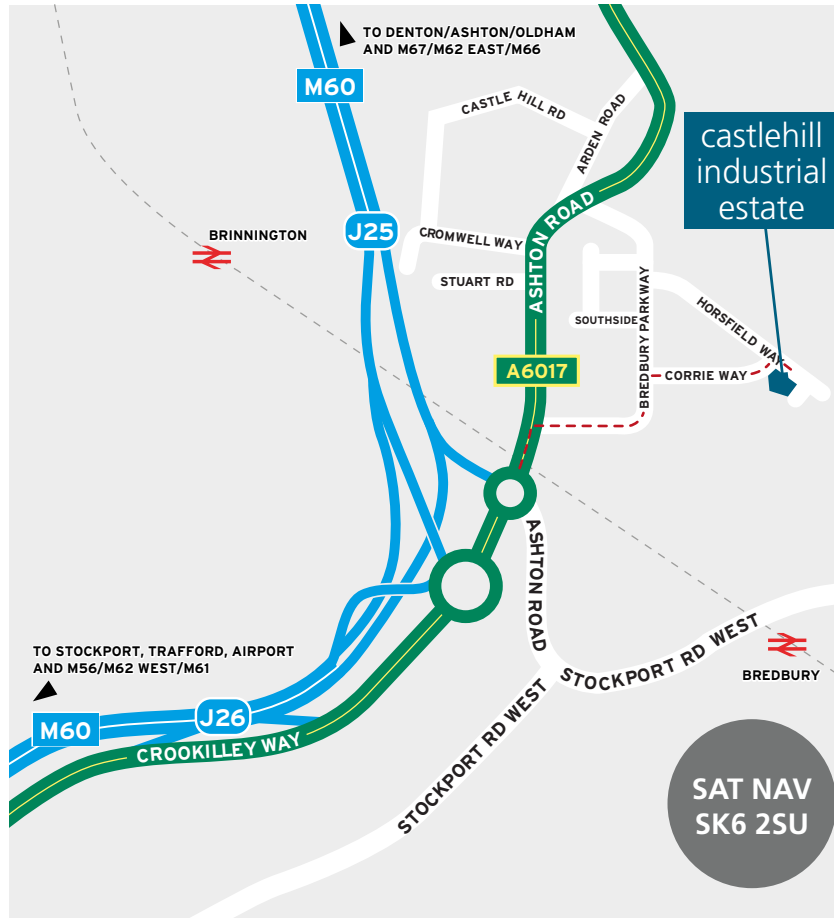 TO DENTON/ASHTON/OLDHAM
AND M67/M62 EAST/M66
M60
CASTLE HILL RD
ARDEN ROAD
castlehill
industrial
estate
J25
BRINNINGTON
CROMWELL WAY
ASHTON ROAD
STUART RD
SOUTHSIDE
BREDBURY PARKWAY
HORSFIELD WAY
A6017
CORRIE WAY
ASHTON ROAD
TO STOCKPORT, TRAFFORD, AIRPORT
AND M56/M62 WEST/M61
STOCKPORT RD WEST
BREDBURY
M60
J26
CROOKILLEY WAY
STOCKPORT RD WEST
SAT NAV
SK6 2SU